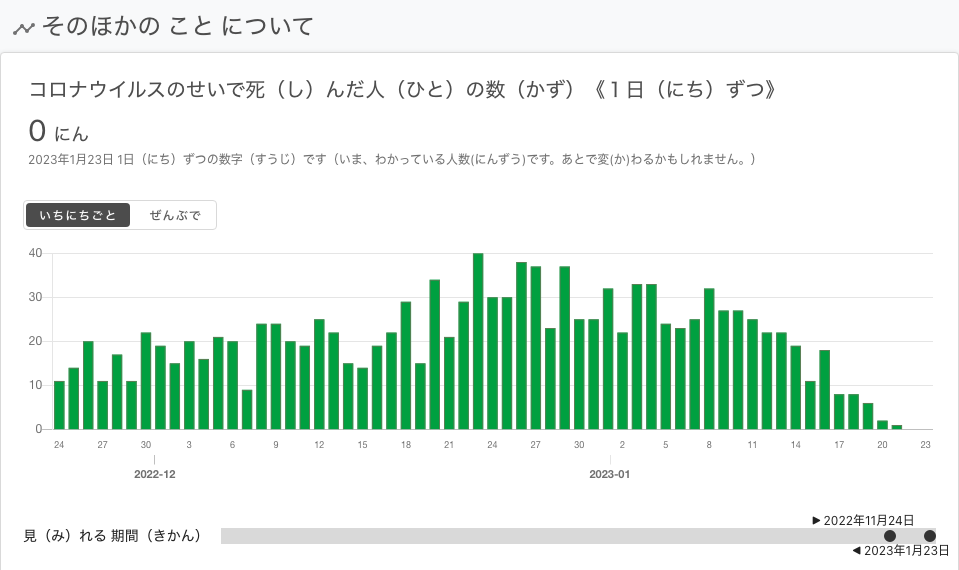 そのほかの こと について
コロナウイルスのせいで死（し）んだ人（ひと）の数（かず）《１日（にち）ずつ》
0 にん
2023年1月23日 1日（にち）ずつの数字（すうじ）です（いま、わかっている人数(にんずう)です。あとで変(か)わるかもしれません。）
いちにちごと ぜんぶで
40
30
20
10
0
24 27 30 3 6 9 12 15 18 21 24 27 30 2 5 8 11 14 17 20 23
2022-12 2023-01
▶ 2022年11月24日
見（み）れる 期間（きかん）
◀ 2023年1月23日